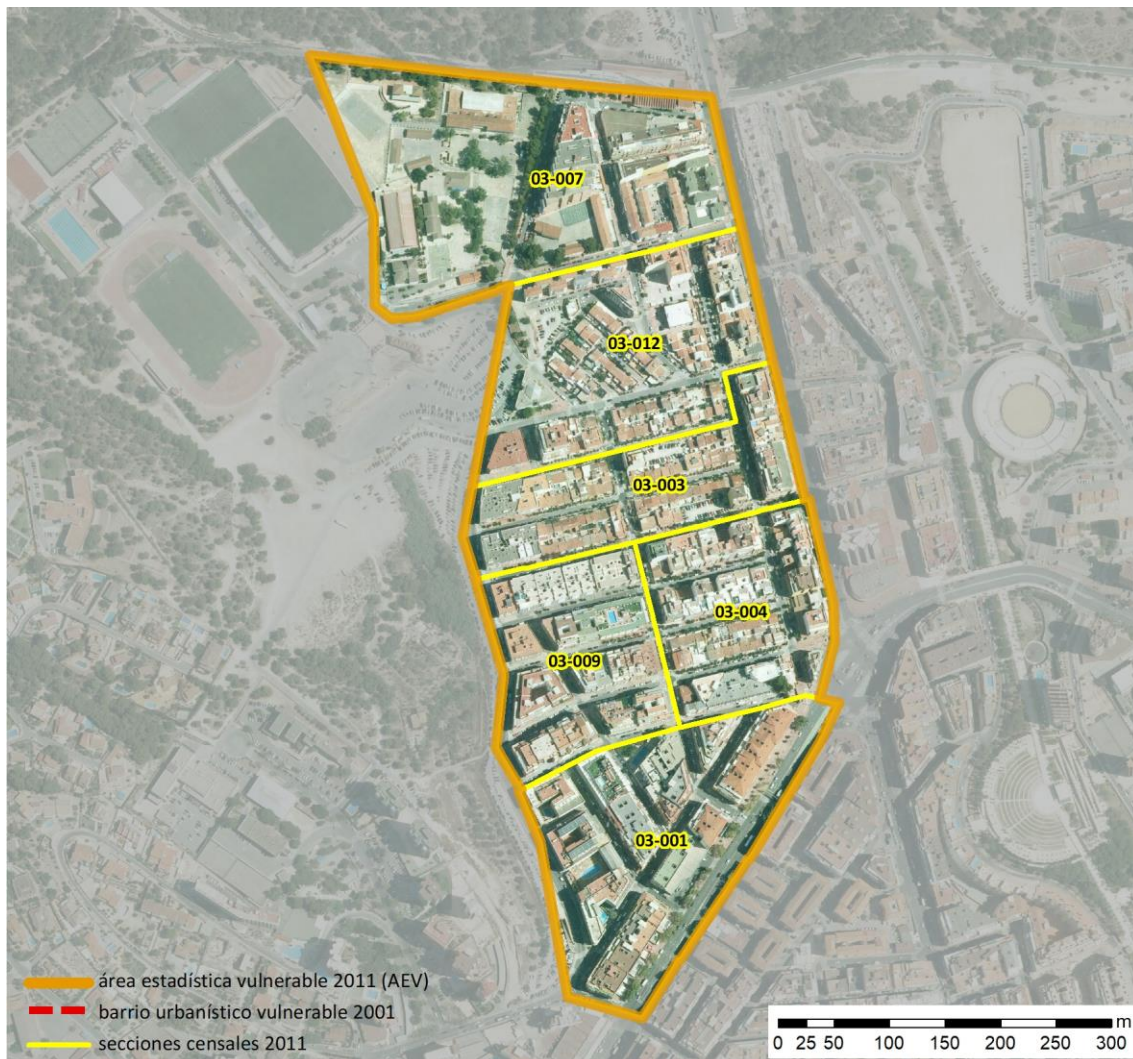 03-007
03-012
03-003
03-004
03-009
03-001
área estadística vulnerable 2011 (AEV)
barrio urbanístico vulnerable 2001
secciones censales 2011
m
0 25 50 100 150 200 250 300